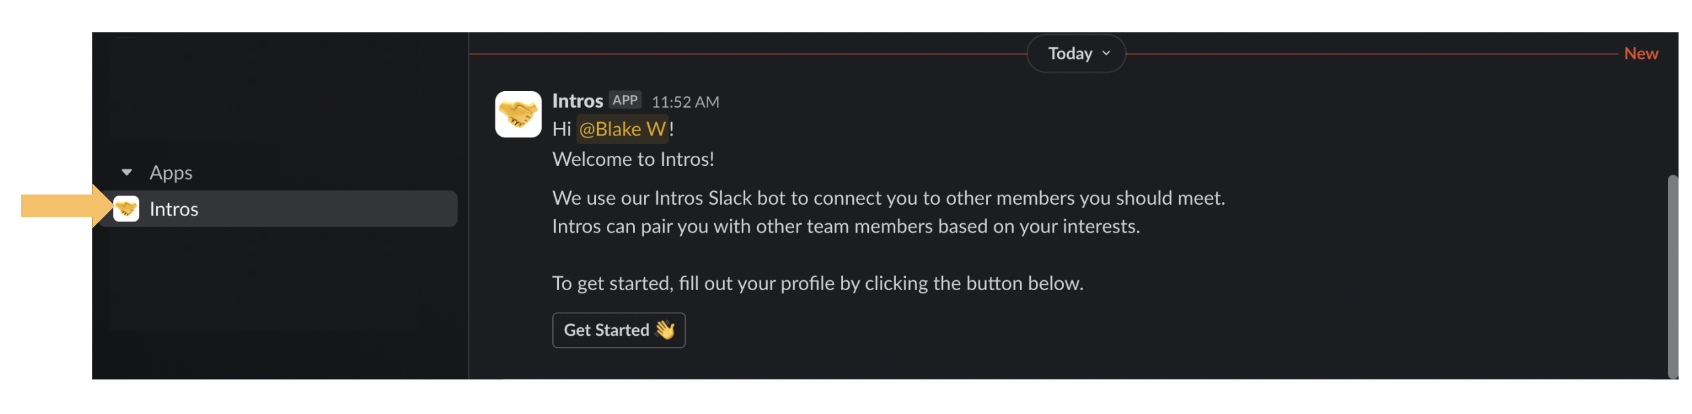 Today
New
Apps
Intros
Intros APP 11:52 AM
Hi @Blake W!
Welcome to Intros!
We use our Intros Slack bot to connect you to other members you should meet.
Intros can pair you with other team members based on your interests.
To get started, fill out your profile by clicking the button below.
Get Started 👋